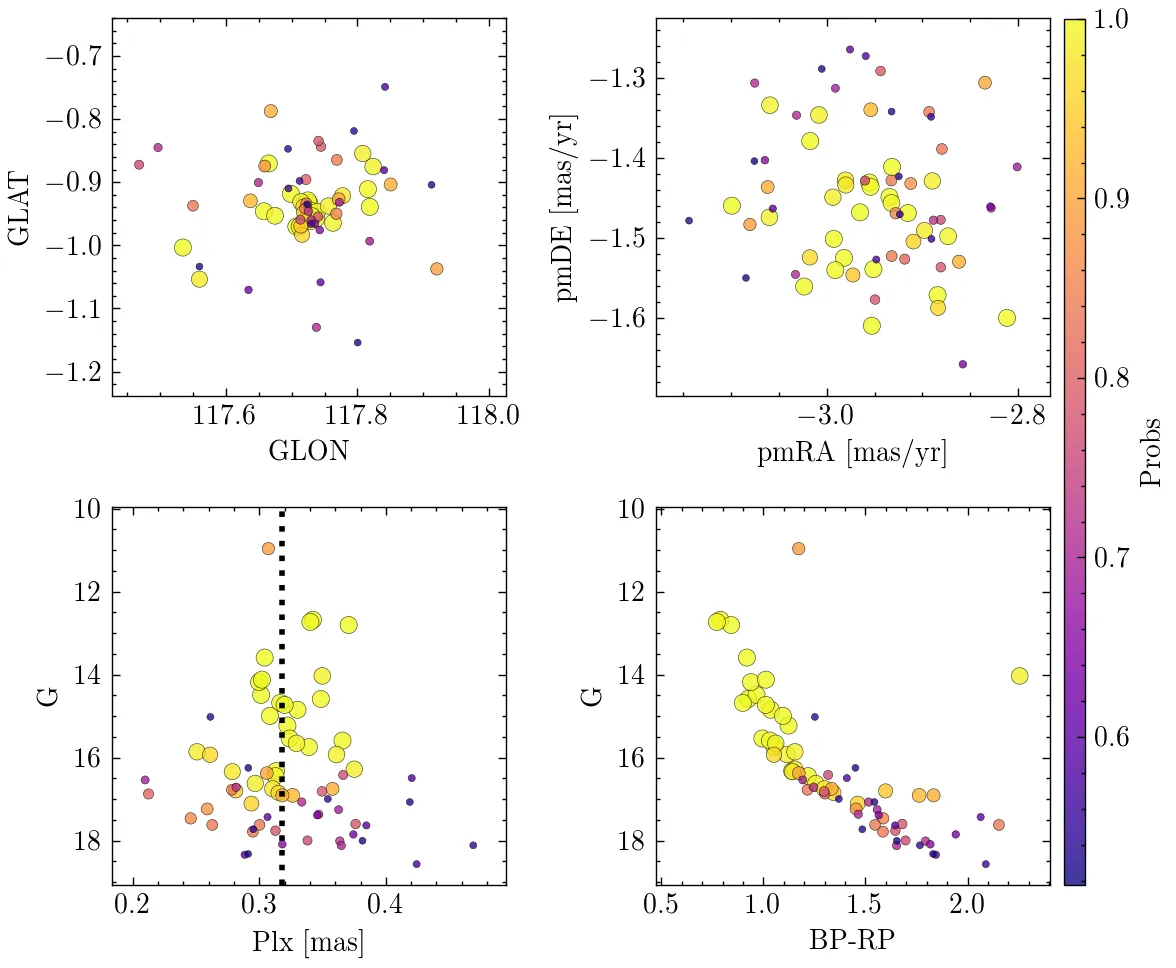 −0.7
−0.8
−0.9
−1.0
−1.1
−1.2
GLAT
117.6 117.8 118.0
GLON
−1.3
−1.4
−1.5
−1.6
pmDE [mas/yr]
−3.0 −2.8
pmRA [mas/yr]
10
12
14
16
18
G
0.2 0.3 0.4
Plx [mas]
10
12
14
16
18
G
0.5 1.0 1.5 2.0
BP-RP
1.0
0.9
0.8
0.7
0.6
Probs